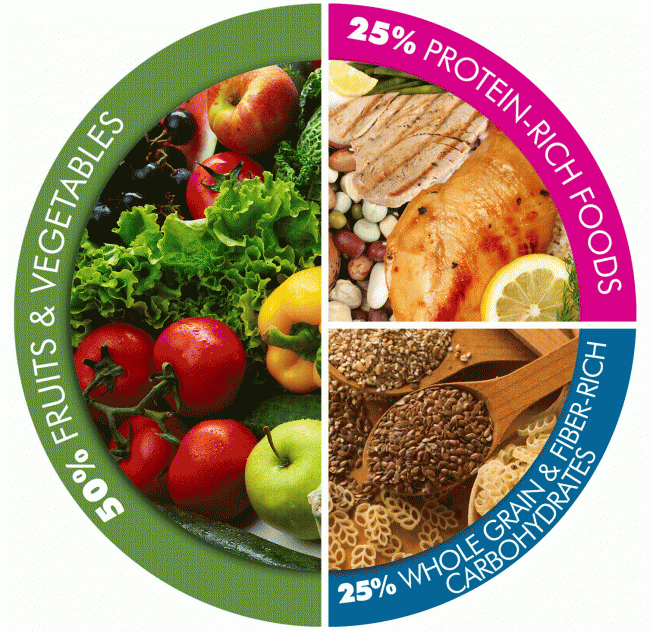 50% FRUITS & VEGETABLES
25% PROTEIN-RICH FOODS
25% WHOLE GRAIN & FIBER-RICH
CARBOHYDRATES